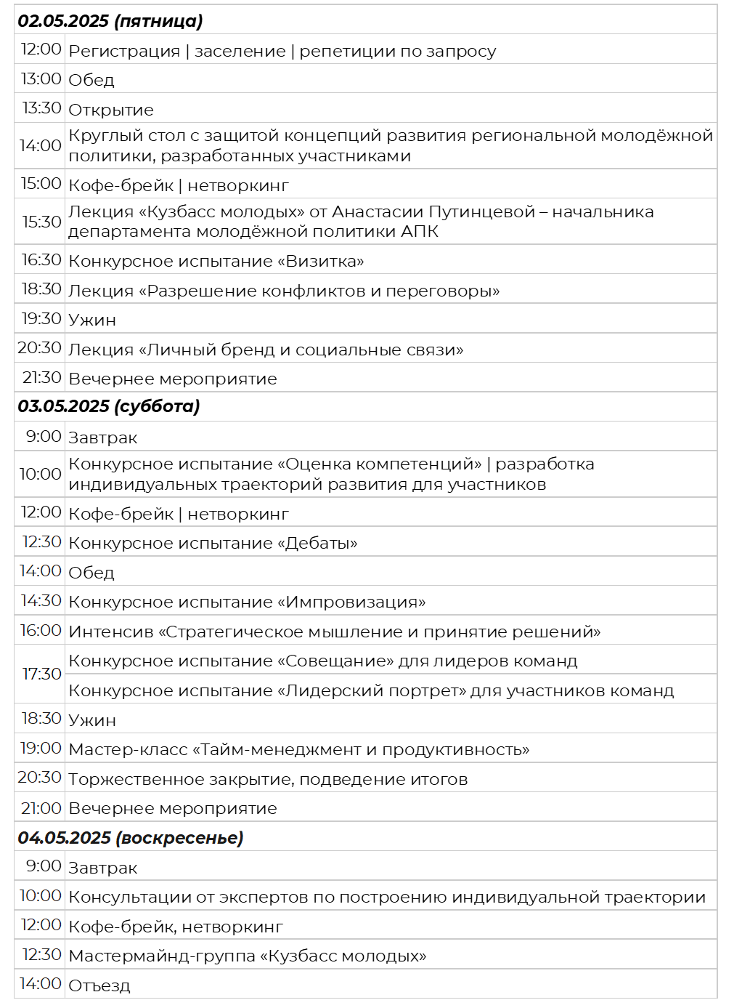 02.05.2025 (пятница)
12:00 Регистрация | заселение | репетиции по запросу
13:00 Обед
13:30 Открытие
14:00 Круглый стол с защитой концепций развития региональной молодёжной
политики, разработанных участниками
15:00 Кофе-брейк | нетворкинг
15:30 Лекция «Кузбасс молодых» от Анастасии Путинцевой – начальника
департамента молодёжной политики АПК
16:30 Конкурсное испытание «Визитка»
18:30 Лекция «Разрешение конфликтов и переговоры»
19:30 Ужин
20:30 Лекция «Личный бренд и социальные связи»
21:30 Вечернее мероприятие
03.05.2025 (суббота)
9:00 Завтрак
10:00 Конкурсное испытание «Оценка компетенций» | разработка
индивидуальных траекторий развития для участников
12:00 Кофе-брейк | нетворкинг
12:30 Конкурсное испытание «Дебаты»
14:00 Обед
14:30 Конкурсное испытание «Импровизация»
16:00 Интенсив «Стратегическое мышление и принятие решений»
17:30 Конкурсное испытание «Совещание» для лидеров команд
Конкурсное испытание «Лидерский портрет» для участников команд
18:30 Ужин
19:00 Мастер-класс «Тайм-менеджмент и продуктивность»
20:30 Торжественное закрытие, подведение итогов
21:00 Вечернее мероприятие
04.05.2025 (воскресенье)
9:00 Завтрак
10:00 Консультации от экспертов по построению индивидуальной траектории
12:00 Кофе-брейк, нетворкинг
12:30 Мастермайнд-группа «Кузбасс молодых»
14:00 Отъезд